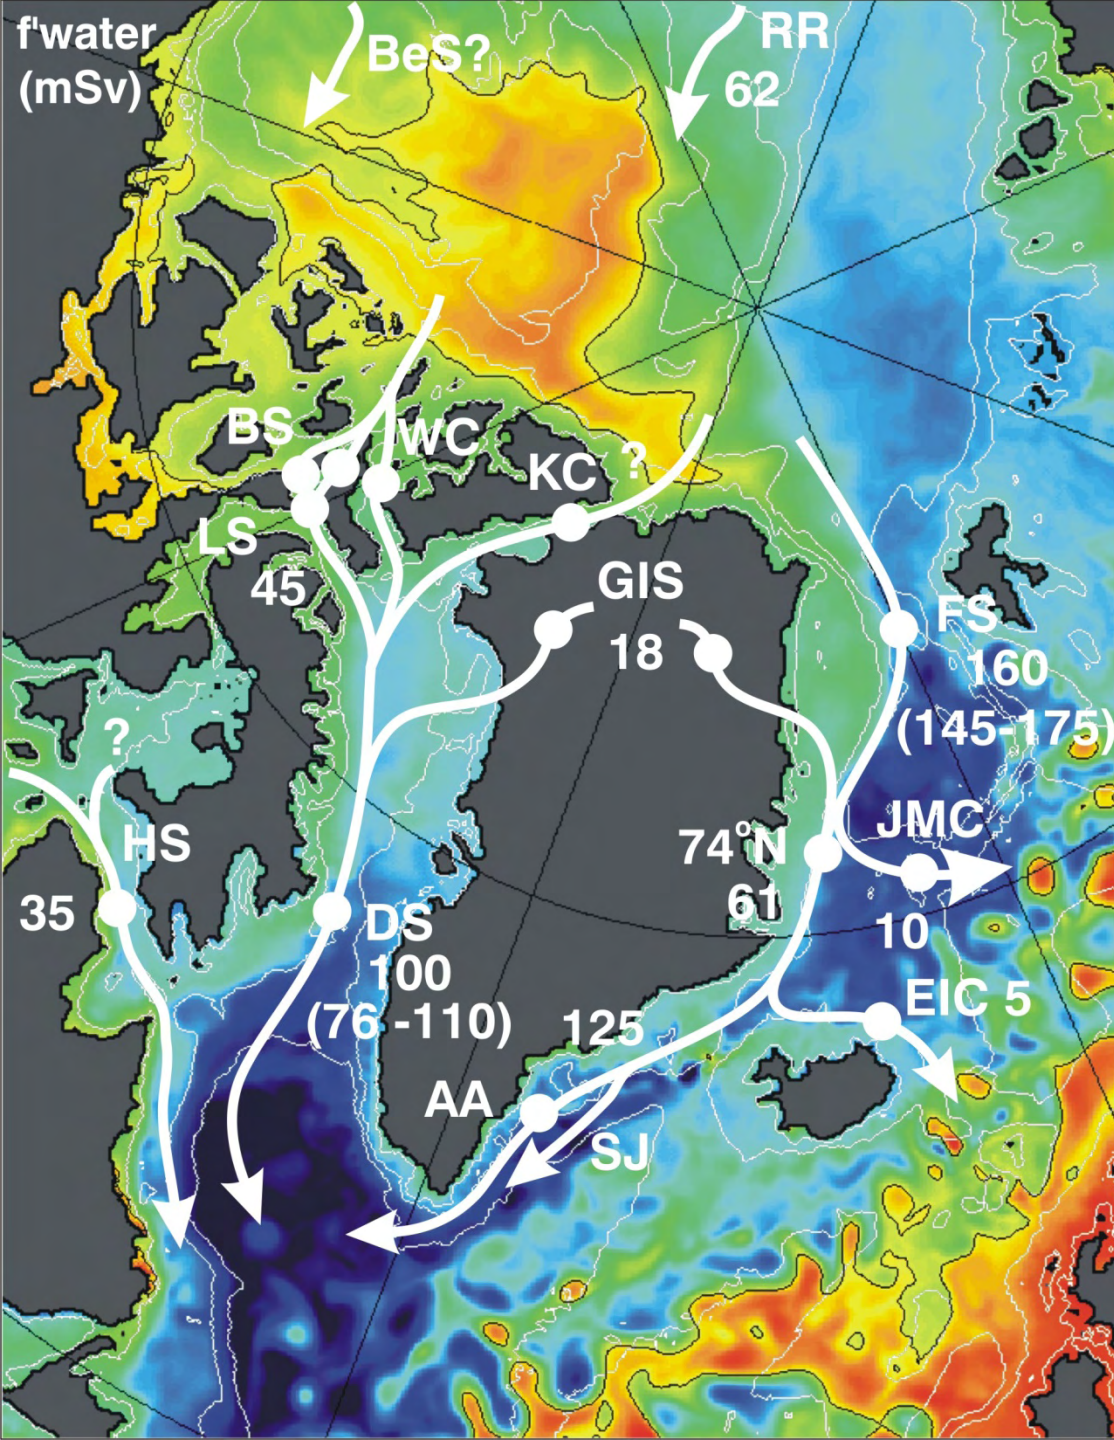 f'water
(mSv)
BeS?
RR
62
BS
WC
KC
?
LS
45
GIS
18
FS
160
(145-175)
?
HS
35
JMC
74°N
61
10
DS
100
(76 -110)
EIC 5
125
AA
SJ